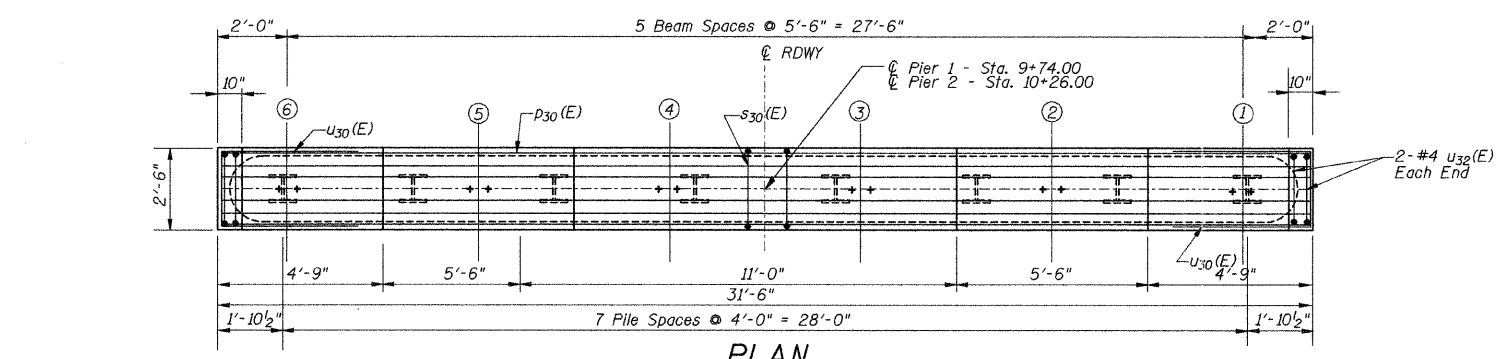 2'-0" 5 Beam Spaces @ 5'-6" = 27'-6" 2'-0"
℄ RDWY
℄ Pier 1 - Sta. 9+74.00
℄ Pier 2 - Sta. 10+26.00
10" 10"
6 5 4 3 2 1
u30(E) p30(E) s30(E)
2-#4 u32(E)
Each End
2'-6"
u30(E)
4'-9" 5'-6" 11'-0" 5'-6" 4'-9"
31'-6"
1'-10½" 7 Pile Spaces @ 4'-0" = 28'-0" 1'-10½"
PLAN